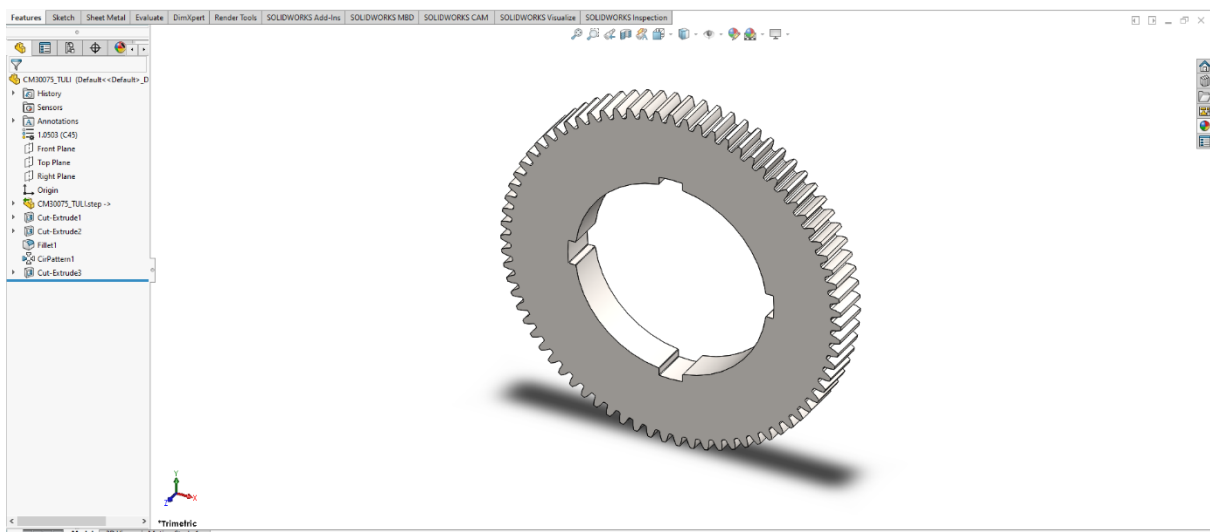 Features Sketch Sheet Metal Evaluate DimXpert Render Tools SOLIDWORKS Add-Ins SOLIDWORKS MBD SOLIDWORKS CAM SOLIDWORKS Visualize SOLIDWORKS Inspection
CM30075_TULI (Default<<Default>_D
History
Sensors
Annotations
1.0503 (C45)
Front Plane
Top Plane
Right Plane
Origin
CM30075_TULI.step ->
Cut-Extrude1
Cut-Extrude2
Fillet1
CirPattern1
Cut-Extrude3
Y
X
Z
*Trimetric